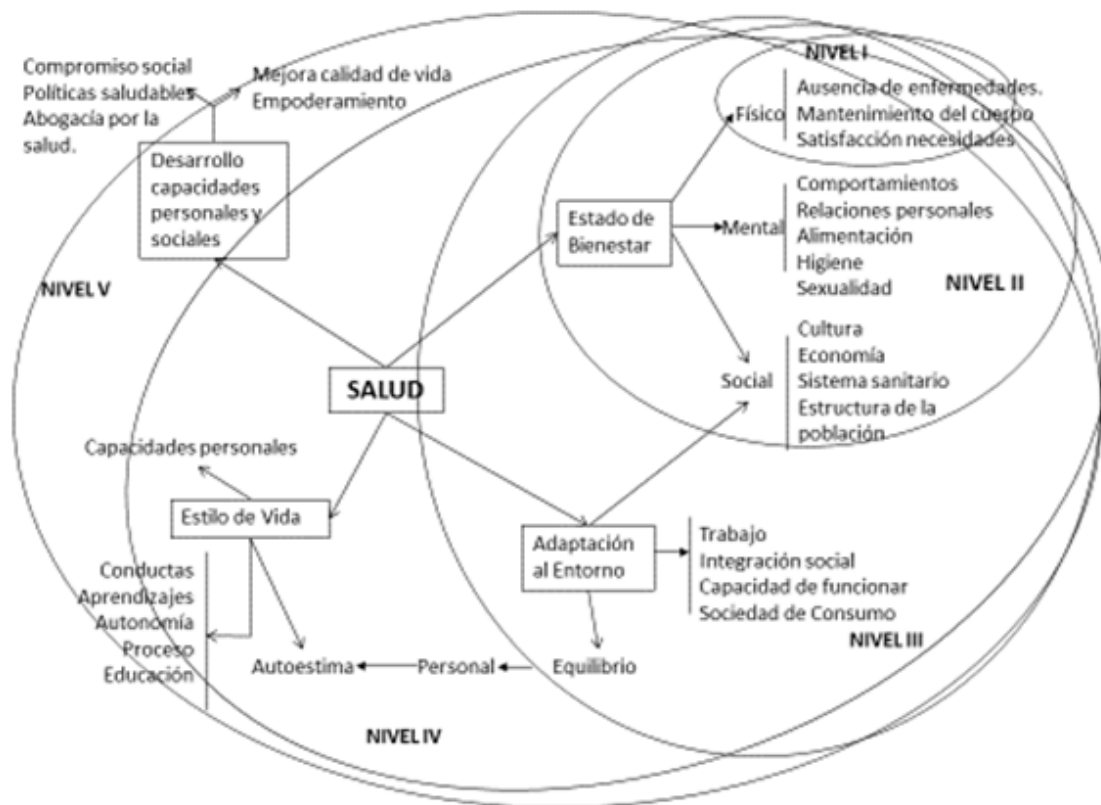 NIVEL I
Compromiso social
Políticas saludables
Abogacía por la
salud.
Mejora calidad de vida
Empoderamiento
Físico
Ausencia de enfermedades.
Mantenimiento del cuerpo
Satisfacción necesidades
Desarrollo
capacidades
personales y
sociales
Estado de
Bienestar
Mental
Comportamientos
Relaciones personales
Alimentación
Higiene
Sexualidad
NIVEL V
NIVEL II
SALUD
Social
Cultura
Economía
Sistema sanitario
Estructura de la
población
Capacidades personales
Estilo de Vida
Adaptación
al Entorno
Trabajo
Integración social
Capacidad de funcionar
Sociedad de Consumo
Conductas
Aprendizajes
Autonomía
Proceso
Educación
NIVEL III
Autoestima
Personal
Equilibrio
NIVEL IV